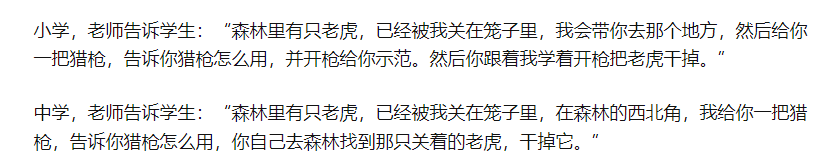 小学，老师告诉学生：“森林里有只老虎，已经被我关在笼子里，我会带你去那个地方，然后给你
一把猎枪，告诉你猎枪怎么用，并开枪给你示范。然后你跟着我学着开枪把老虎干掉。”
中学，老师告诉学生：“森林里有只老虎，已经被我关在笼子里，在森林的西北角，我给你一把猎
枪，告诉你猎枪怎么用，你自己去森林找到那只关着的老虎，干掉它。”